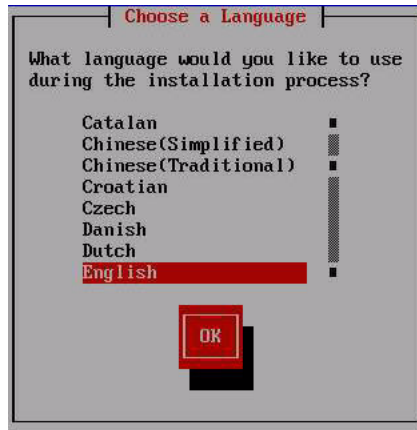 Choose a Language
What language would you like to use
during the installation process?
Catalan
Chinese(Simplified)
Chinese(Traditional)
Croatian
Czech
Danish
Dutch
English
OK